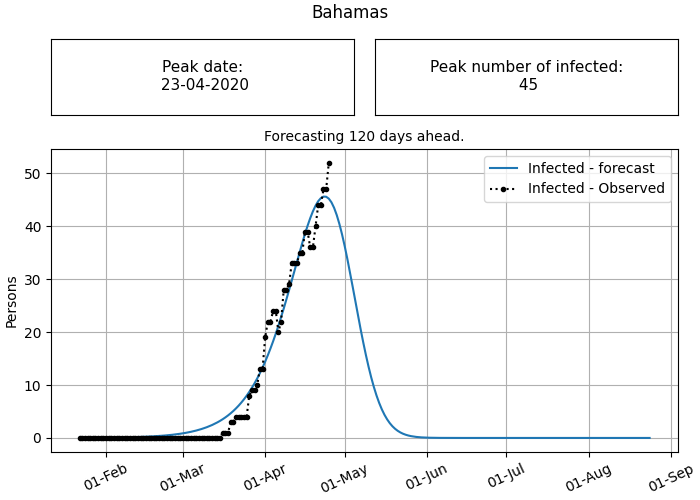 Bahamas
Peak date:
23-04-2020
Peak number of infected:
45
Forecasting 120 days ahead.
Infected - forecast
Infected - Observed
Persons
50
40
30
20
10
0
01-Feb
01-Mar
01-Apr
01-May
01-Jun
01-Jul
01-Aug
01-Sep